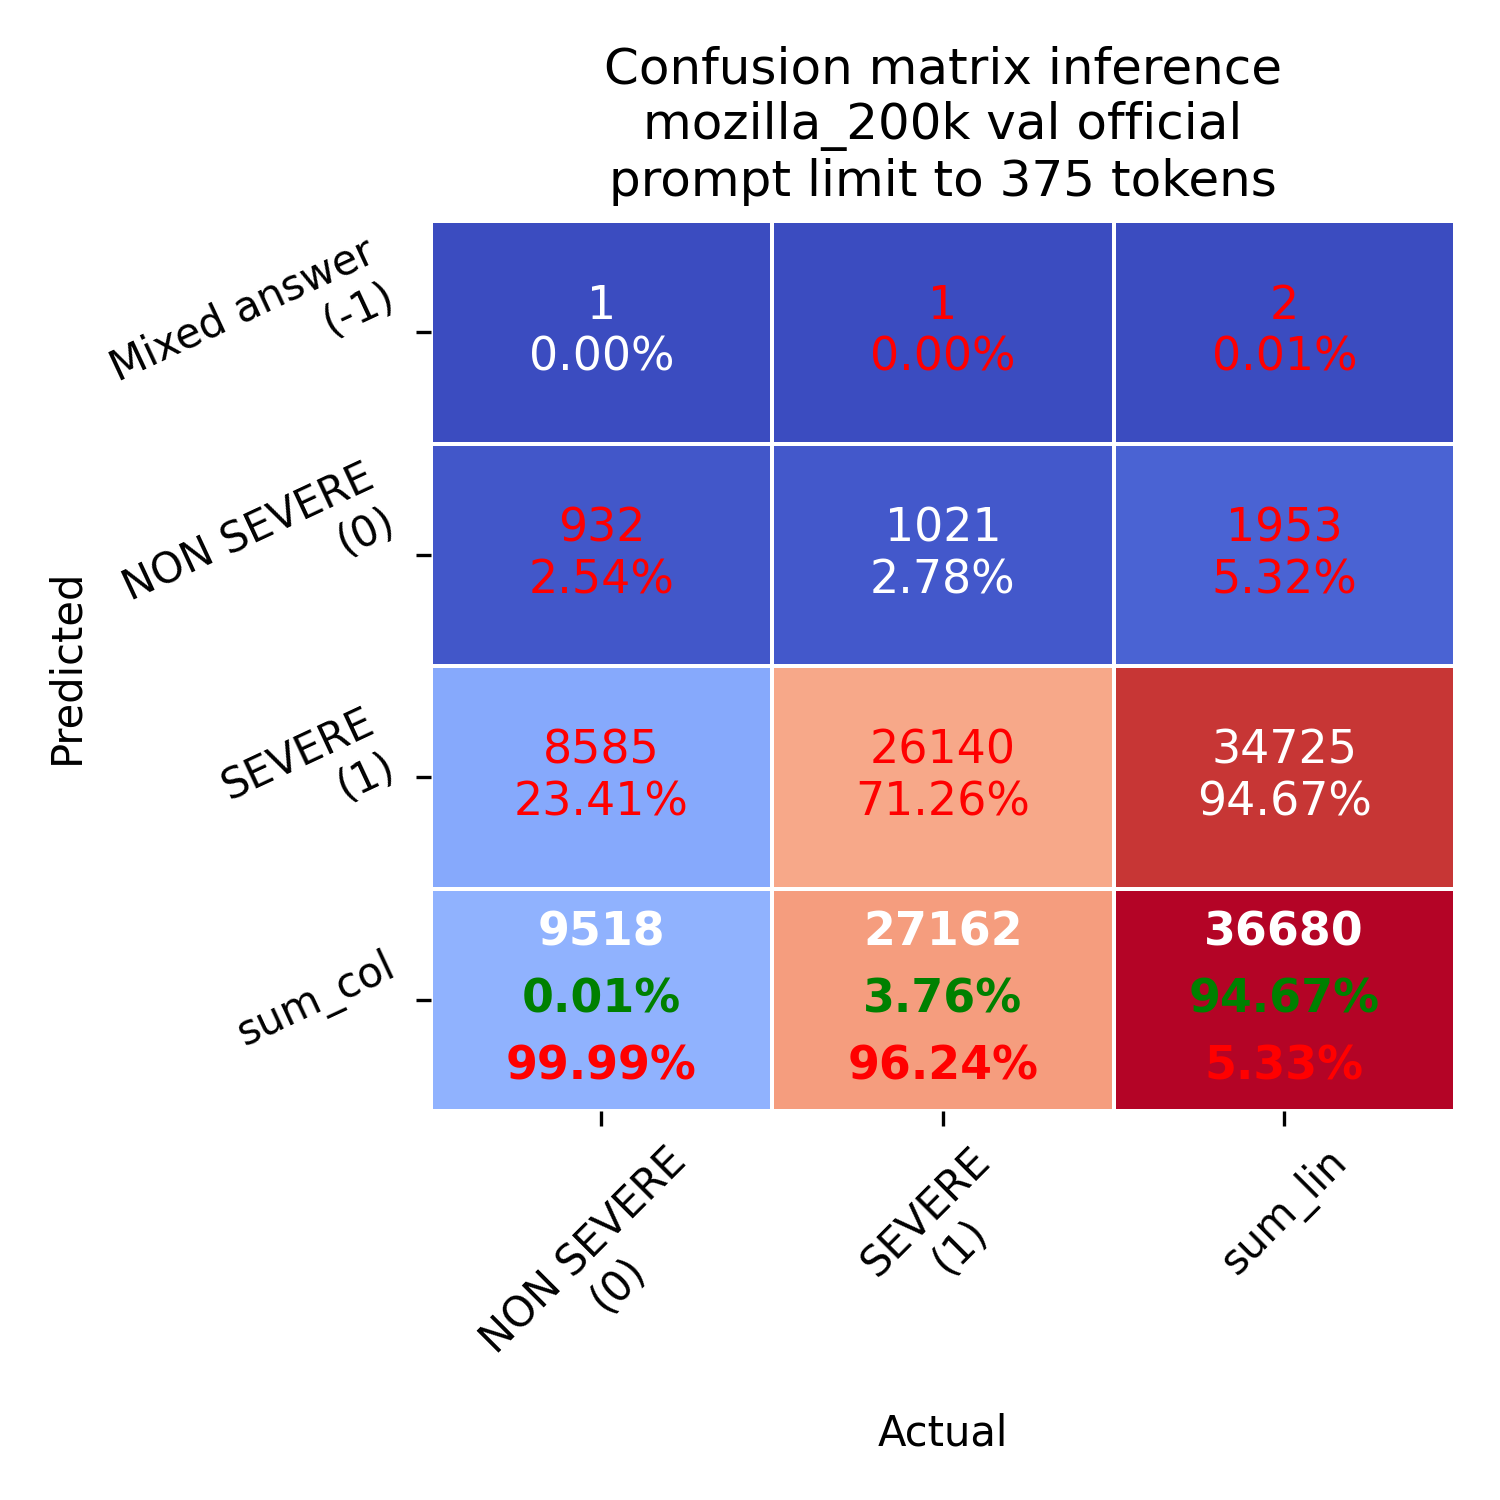 Confusion matrix inference
mozilla_200k val official
prompt limit to 375 tokens
Predicted
Mixed answer
(-1)
1
0.00%
1
0.00%
2
0.01%
NON SEVERE
(0)
932
2.54%
1021
2.78%
1953
5.32%
SEVERE
(1)
8585
23.41%
26140
71.26%
34725
94.67%
sum_col
9518
0.01%
99.99%
27162
3.76%
96.24%
36680
94.67%
5.33%
NON SEVERE
(0)
SEVERE
(1)
sum_lin
Actual